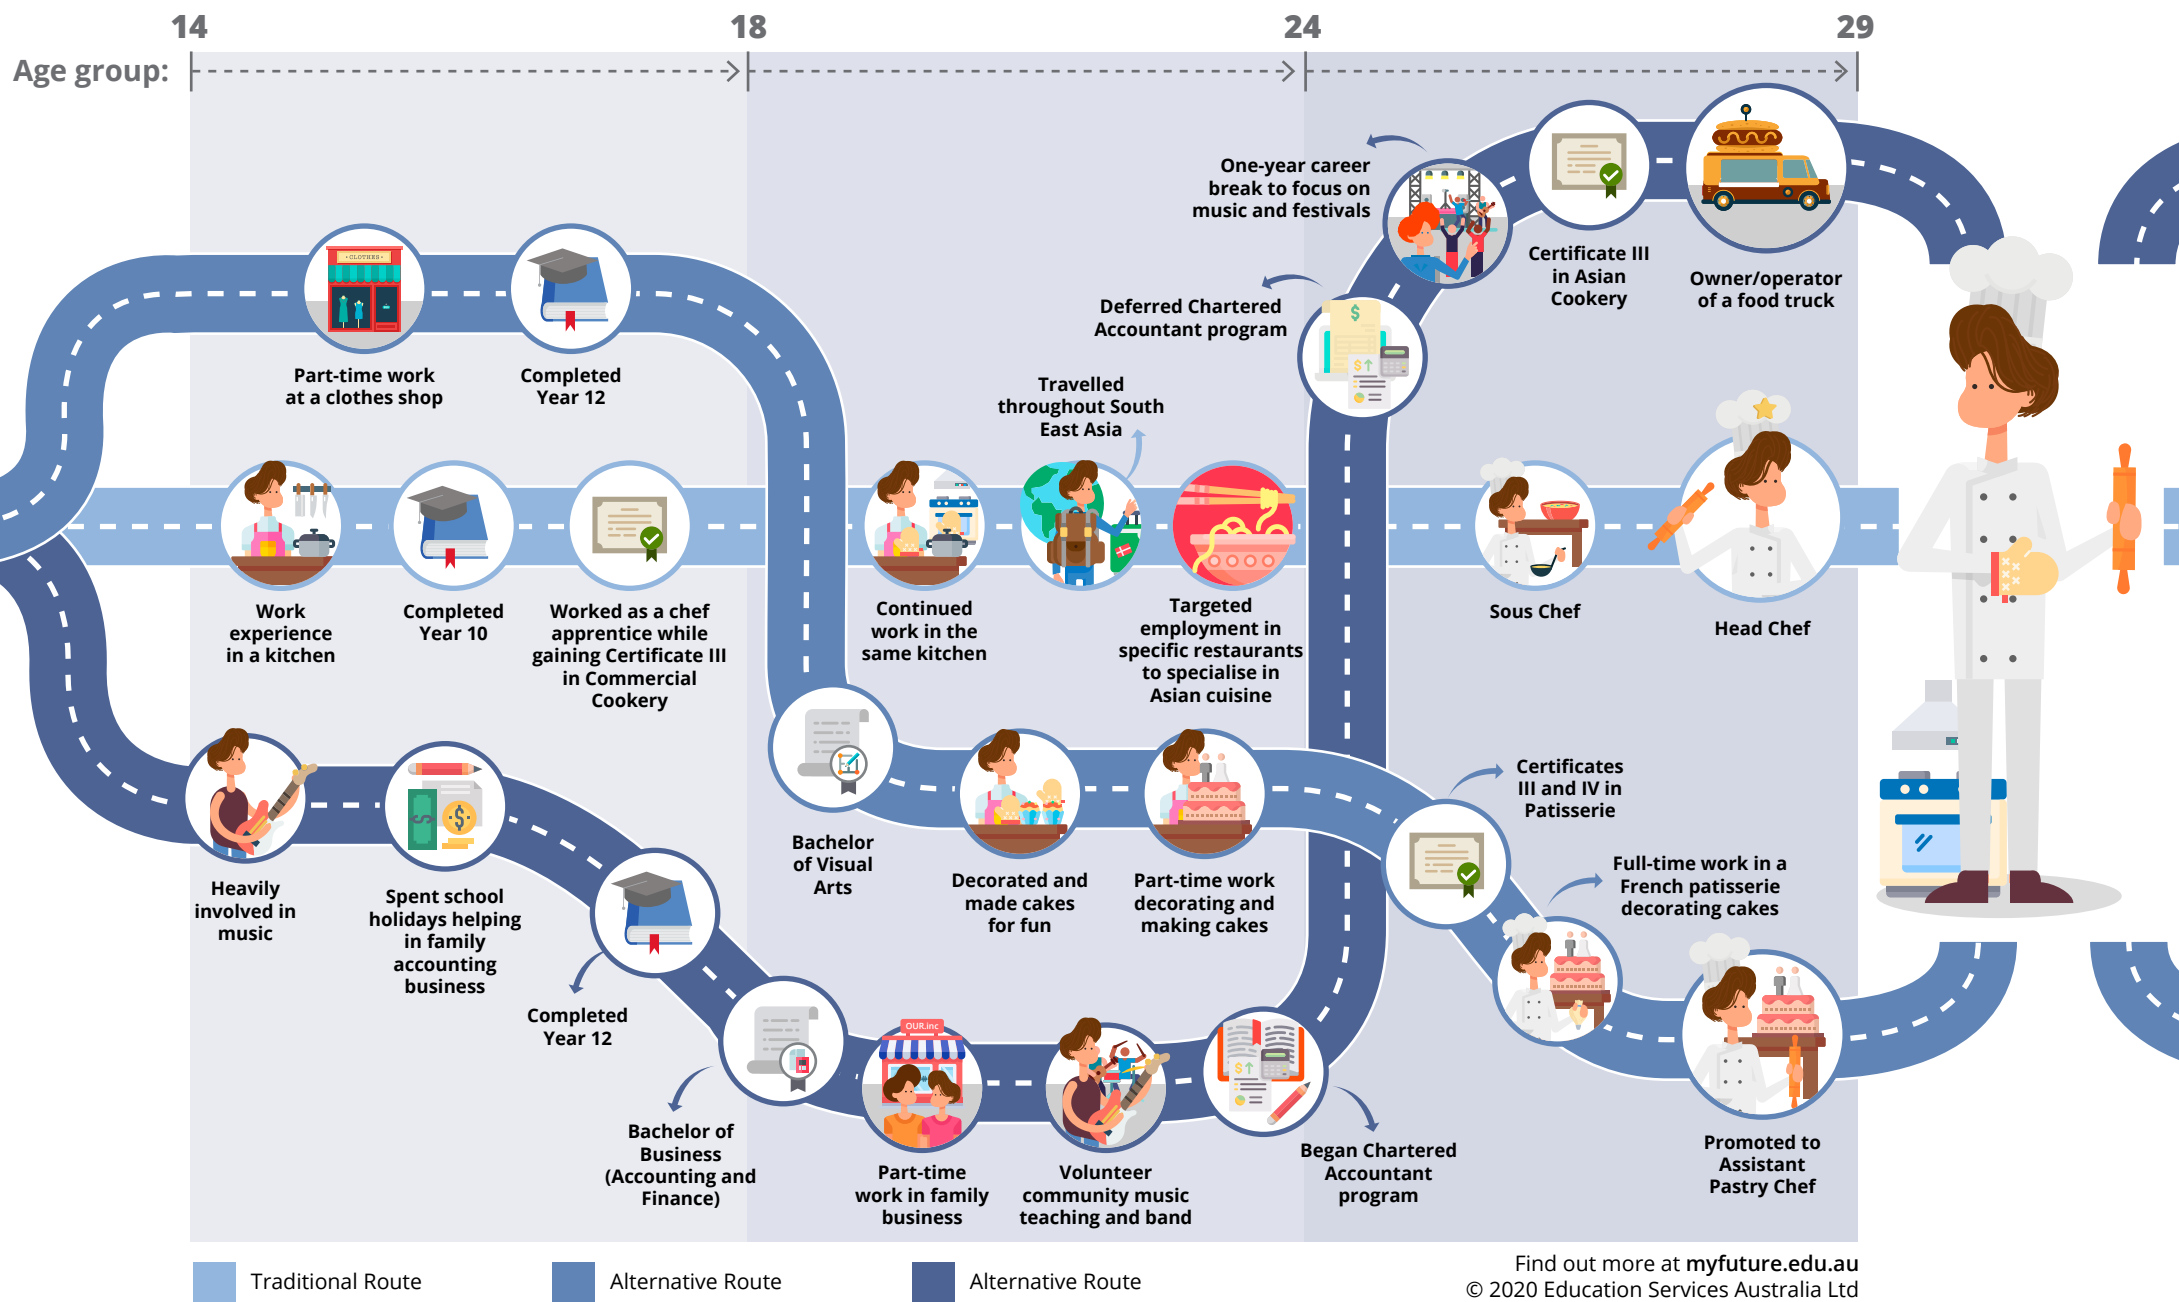 14
18
24
29
Age group:
One-year career
break to focus on
music and festivals
Certificate III
in Asian
Cookery
Owner/operator
of a food truck
Deferred Chartered
Accountant program
·CLOTHES·
$
$
Part-time work
at a clothes shop
Completed
Year 12
Travelled
throughout South
East Asia
Work
experience
in a kitchen
Completed
Year 10
Worked as a chef
apprentice while
gaining Certificate III
in Commercial
Cookery
Continued
work in the
same kitchen
Targeted
employment in
specific restaurants
to specialise in
Asian cuisine
Sous Chef
Head Chef
$
$
Heavily
involved in
music
Spent school
holidays helping
in family
accounting
business
Completed
Year 12
Bachelor
of Visual
Arts
Decorated and
made cakes
for fun
Part-time work
decorating and
making cakes
Certificates
III and IV in
Patisserie
Full-time work in a
French patisserie
decorating cakes
OUR.inc
$
Bachelor of
Business
(Accounting and
Finance)
Part-time
work in family
business
Volunteer
community music
teaching and band
Began Chartered
Accountant
program
Promoted to
Assistant
Pastry Chef
Traditional Route
Alternative Route
Alternative Route
Find out more at myfuture.edu.au
© 2020 Education Services Australia Ltd